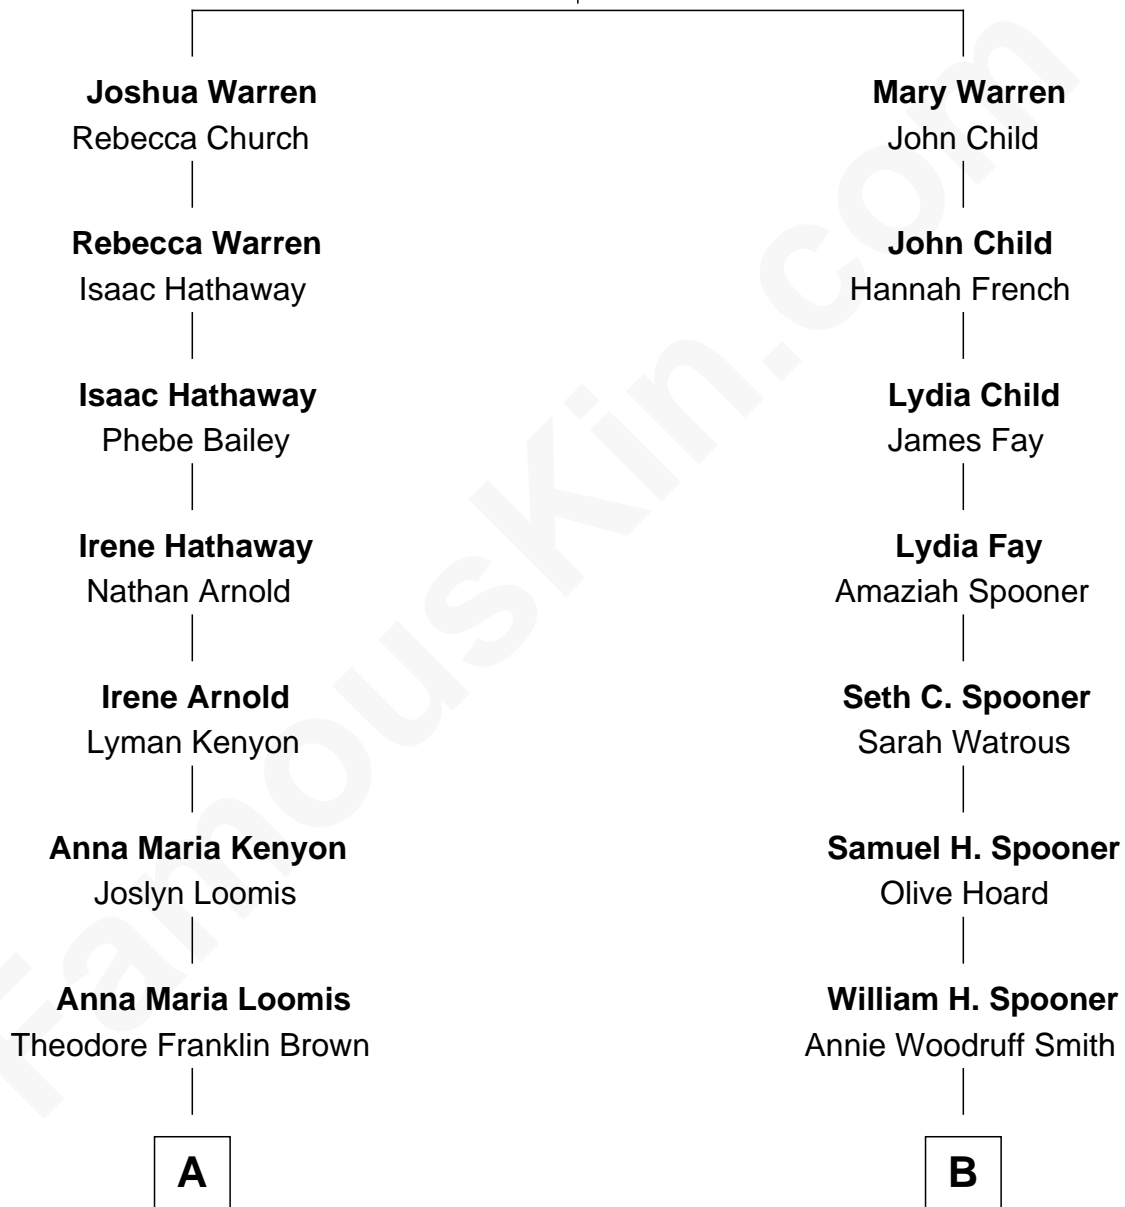 Joshua Warren
Rebecca Church
Rebecca Warren
Isaac Hathaway
Isaac Hathaway
Phebe Bailey
Irene Hathaway
Nathan Arnold
Irene Arnold
Lyman Kenyon
Anna Maria Kenyon
Joslyn Loomis
Anna Maria Loomis
Theodore Franklin Brown
A
Mary Warren
John Child
John Child
Hannah French
Lydia Child
James Fay
Lydia Fay
Amaziah Spooner
Seth C. Spooner
Sarah Watrous
Samuel H. Spooner
Olive Hoard
William H. Spooner
Annie Woodruff Smith
B
FamousKin.com